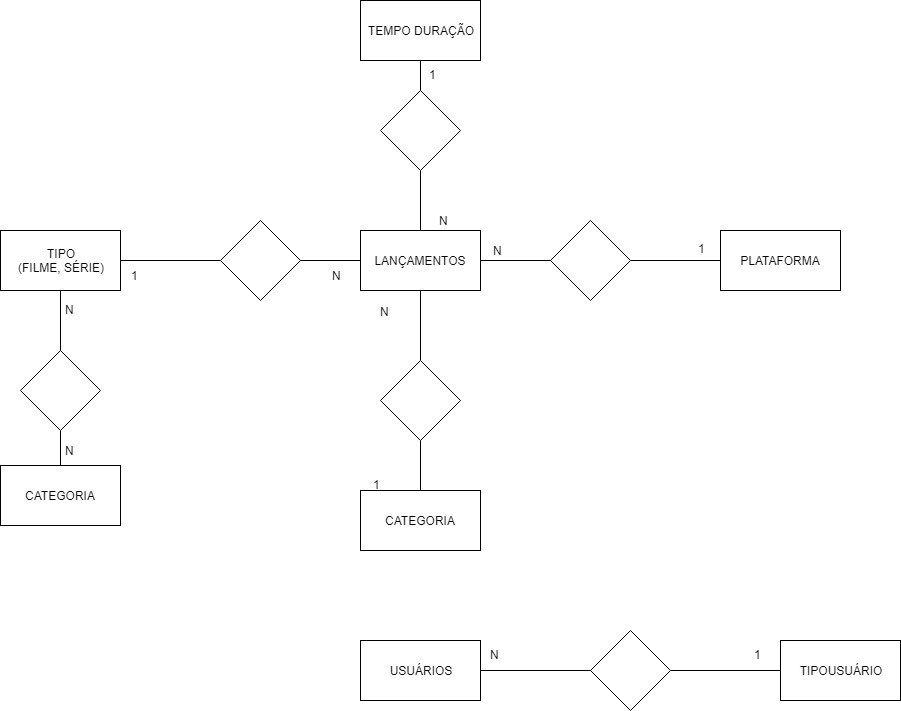 TEMPO DURAÇÃO
1
N
TIPO
(FILME, SÉRIE)
1
N
LANÇAMENTOS
N
1
PLATAFORMA
N
N
N
CATEGORIA
1
CATEGORIA
USUÁRIOS
N
1
TIPOUSUÁRIO